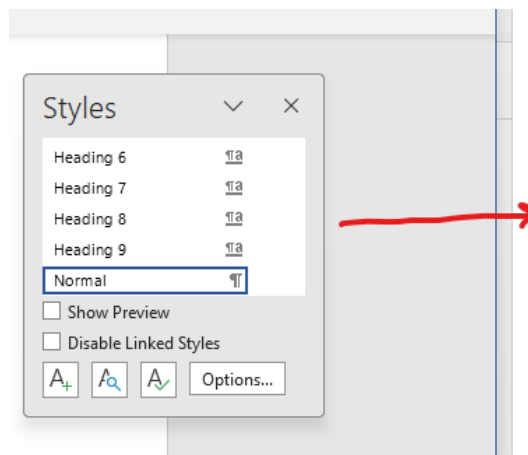 Styles
Heading 6 ¶a
Heading 7 ¶a
Heading 8 ¶a
Heading 9 ¶a
Normal ¶
Show Preview
Disable Linked Styles
Options...